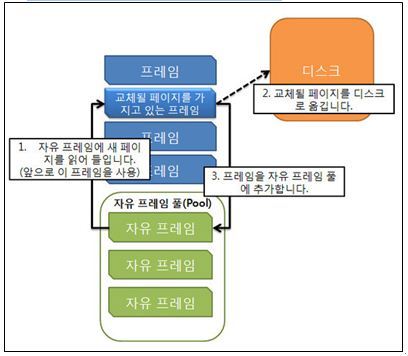 프레임
디스크
교체될 페이지를 가
지고 있는 프레임
2. 교체될 페이지를 디스크
로 옮깁니다.
프레임
1. 자유 프레임에 새 페이
지를 읽어 들입니다.
(앞으로 이 프레임을 사용)
프레임
3. 프레임을 자유 프레임 풀
에 추가합니다.
자유 프레임 풀(Pool)
자유 프레임
자유 프레임
자유 프레임